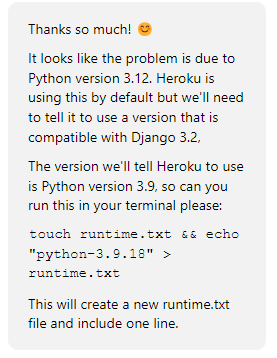 Thanks so much! 😊
It looks like the problem is due to
Python version 3.12. Heroku is
using this by default but we'll need
to tell it to use a version that is
compatible with Django 3.2,
The version we'll tell Heroku to use
is Python version 3.9, so can you
run this in your terminal please:
touch runtime.txt && echo
"python-3.9.18" >
runtime.txt
This will create a new runtime.txt
file and include one line.